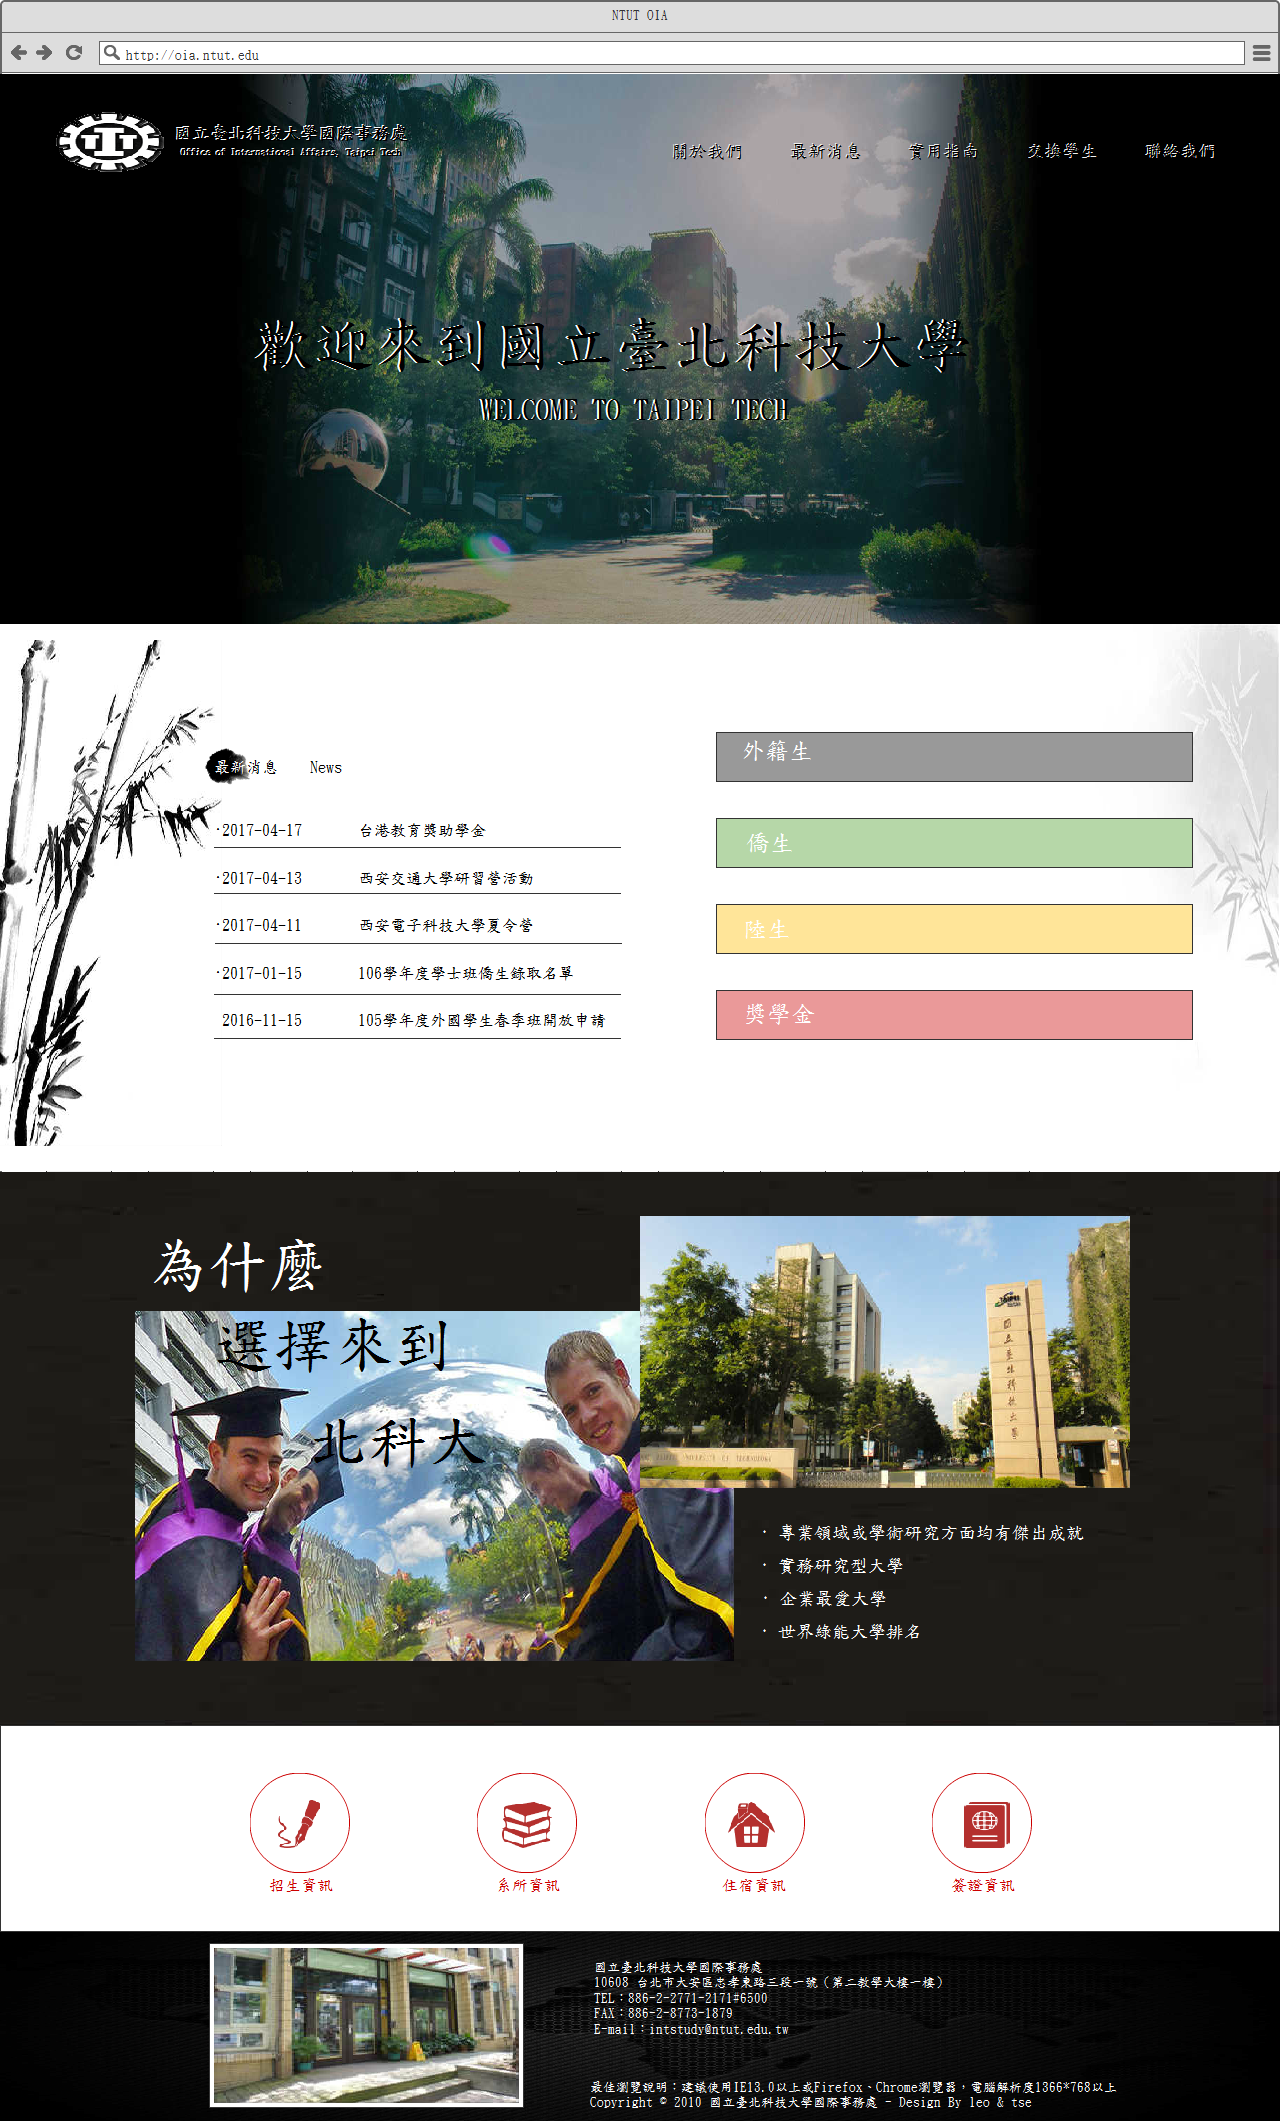 NTUT OIA
http://oia.ntut.edu
國立臺北科技大學國際事務處
Office of International Affairs, Taipei Tech
關於我們
最新消息
實用指南
交換學生
聯絡我們
歡迎來到國立臺北科技大學
WELCOME TO TAIPEI TECH
最新消息 News
·2017-04-17 台港教育獎助學金
·2017-04-13 西安交通大學研習營活動
·2017-04-11 西安電子科技大學夏令營
·2017-01-15 106學年度學士班僑生錄取名單
2016-11-15 105學年度外國學生春季班開放申請
外籍生
僑生
陸生
獎學金
為什麼
選擇來到
北科大
TAIPEI
國立臺北科技大學
· 專業領域或學術研究方面均有傑出成就
· 實務研究型大學
· 企業最愛大學
· 世界綠能大學排名
招生資訊
系所資訊
住宿資訊
簽證資訊
國立臺北科技大學國際事務處
10608 台北市大安區忠孝東路三段一號（第二教學大樓一樓）
TEL：886-2-2771-2171#6500
FAX：886-2-8773-1879
E-mail：intstudy@ntut.edu.tw
最佳瀏覽說明：建議使用IE13.0以上或Firefox、Chrome瀏覽器，電腦解析度1366*768以上
Copyright © 2010 國立臺北科技大學國際事務處 - Design By leo & tse